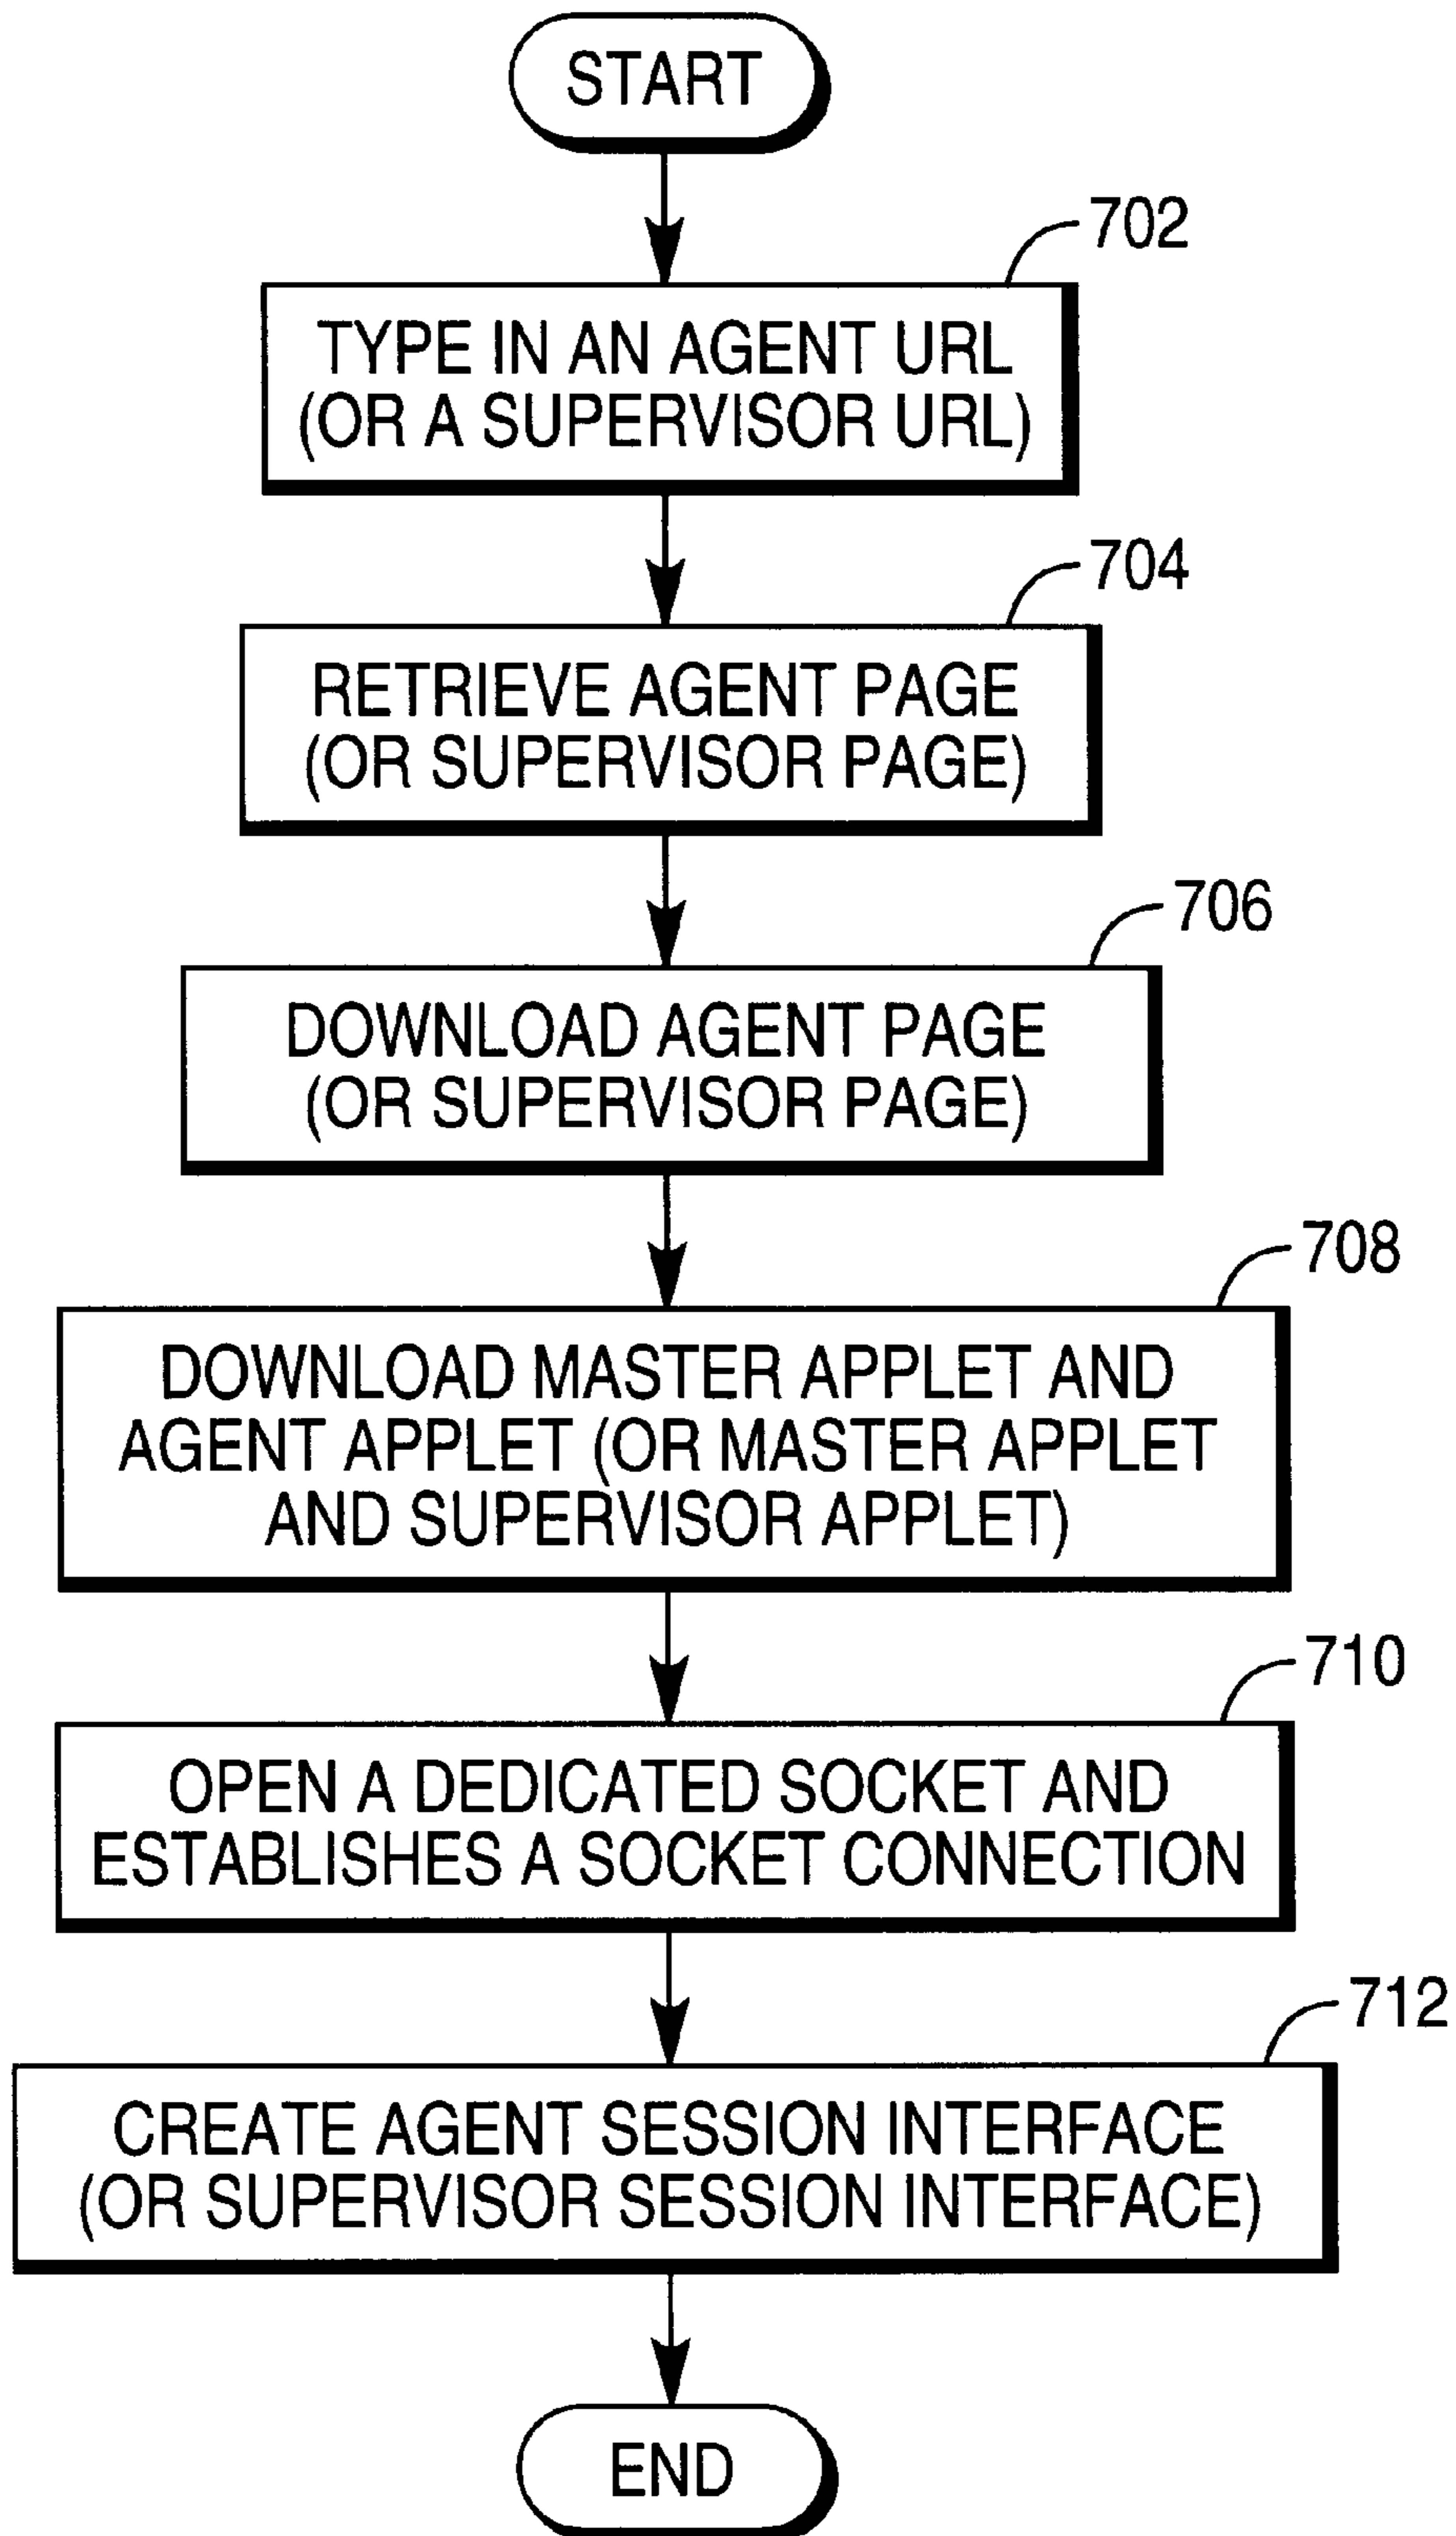 START
702
TYPE IN AN AGENT URL
(OR A SUPERVISOR URL)
704
RETRIEVE AGENT PAGE
(OR SUPERVISOR PAGE)
706
DOWNLOAD AGENT PAGE
(OR SUPERVISOR PAGE)
708
DOWNLOAD MASTER APPLET AND
AGENT APPLET (OR MASTER APPLET
AND SUPERVISOR APPLET)
710
OPEN A DEDICATED SOCKET AND
ESTABLISHES A SOCKET CONNECTION
712
CREATE AGENT SESSION INTERFACE
(OR SUPERVISOR SESSION INTERFACE)
END